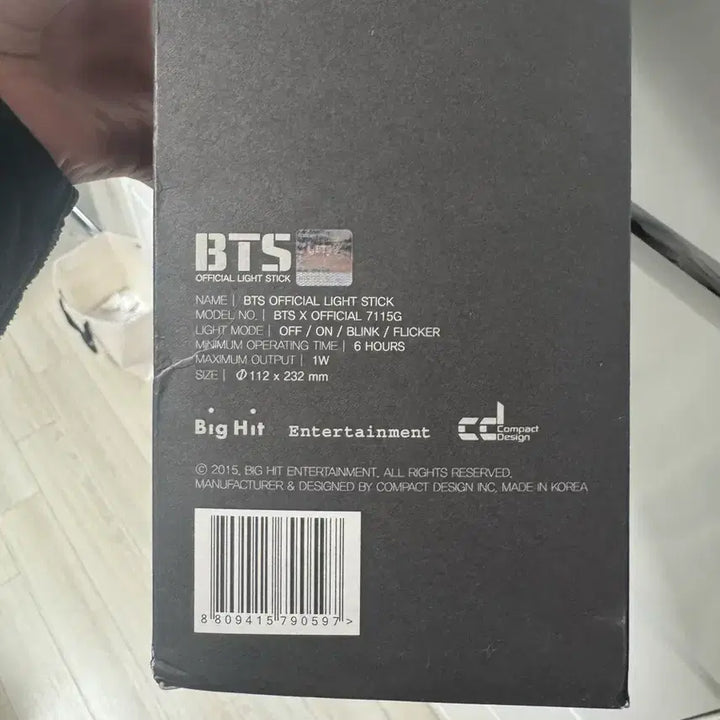 BTS
OFFICIAL LIGHT STICK
NAME | BTS OFFICIAL LIGHT STICK
MODEL NO. | BTS X OFFICIAL 7115G
LIGHT MODE | OFF / ON / BLINK / FLICKER
MINIMUM OPERATING TIME | 6 HOURS
MAXIMUM OUTPUT | 1W
SIZE | Φ 112 x 232 mm
Big Hit Entertainment cd Compact Design
© 2015, BIG HIT ENTERTAINMENT. ALL RIGHTS RESERVED.
MANUFACTURER & DESIGNED BY COMPACT DESIGN INC, MADE IN KOREA
8 809415 790597 >